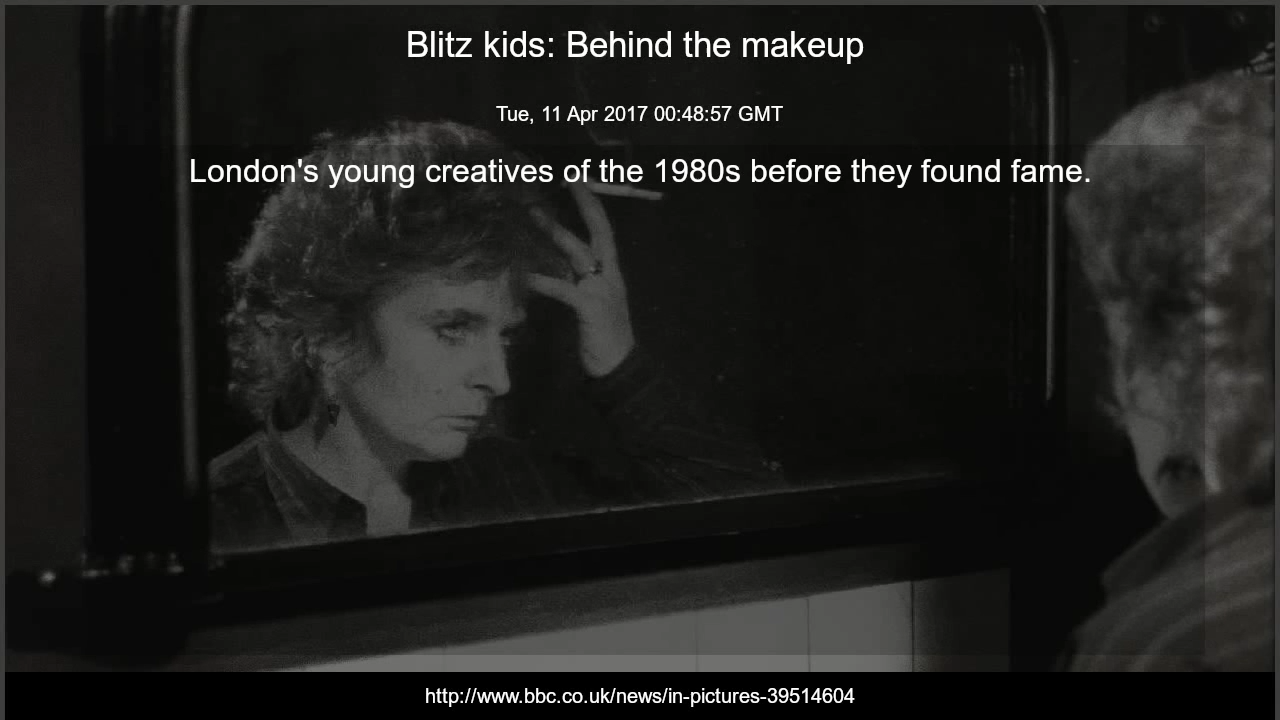 Blitz kids: Behind the makeup
Tue, 11 Apr 2017 00:48:57 GMT
London's young creatives of the 1980s before they found fame.
http://www.bbc.co.uk/news/in-pictures-39514604